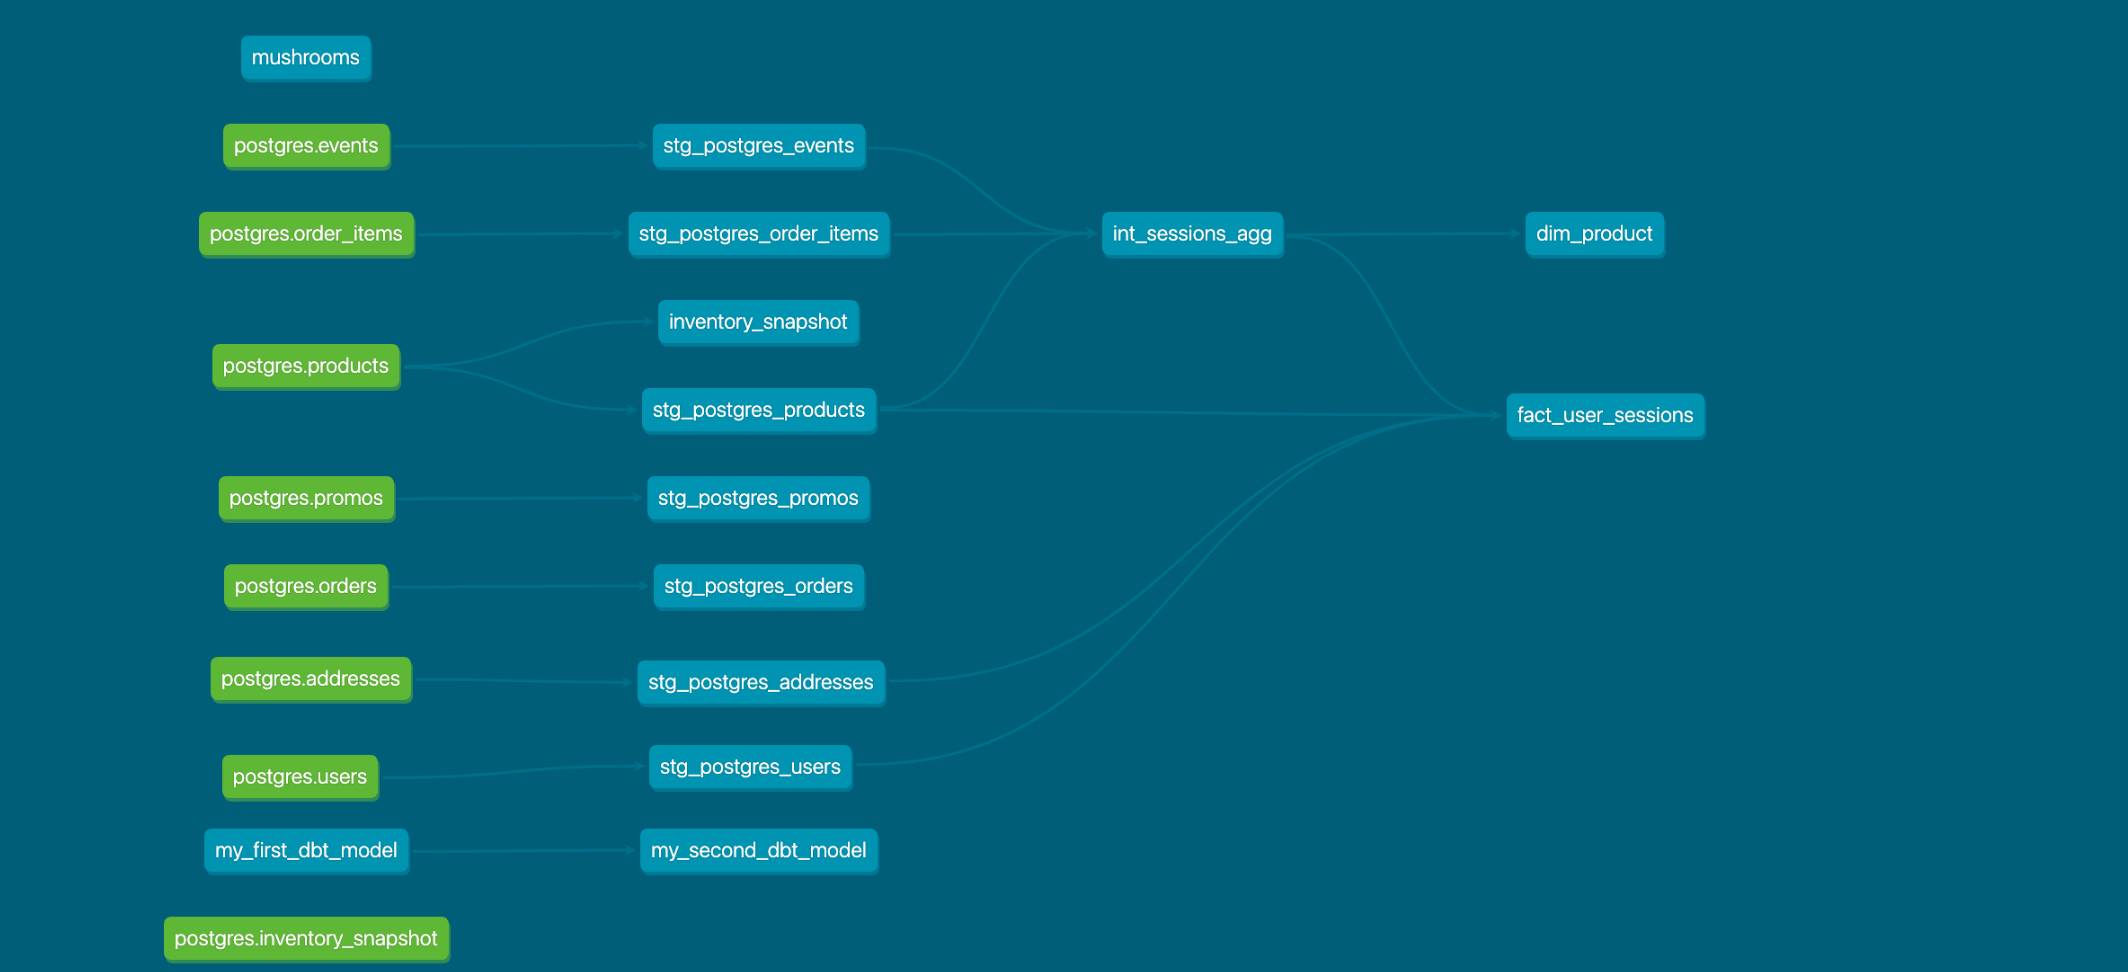 mushrooms
postgres.events
stg_postgres_events
postgres.order_items
stg_postgres_order_items
int_sessions_agg
dim_product
inventory_snapshot
postgres.products
stg_postgres_products
fact_user_sessions
postgres.promos
stg_postgres_promos
postgres.orders
stg_postgres_orders
postgres.addresses
stg_postgres_addresses
postgres.users
stg_postgres_users
my_first_dbt_model
my_second_dbt_model
postgres.inventory_snapshot